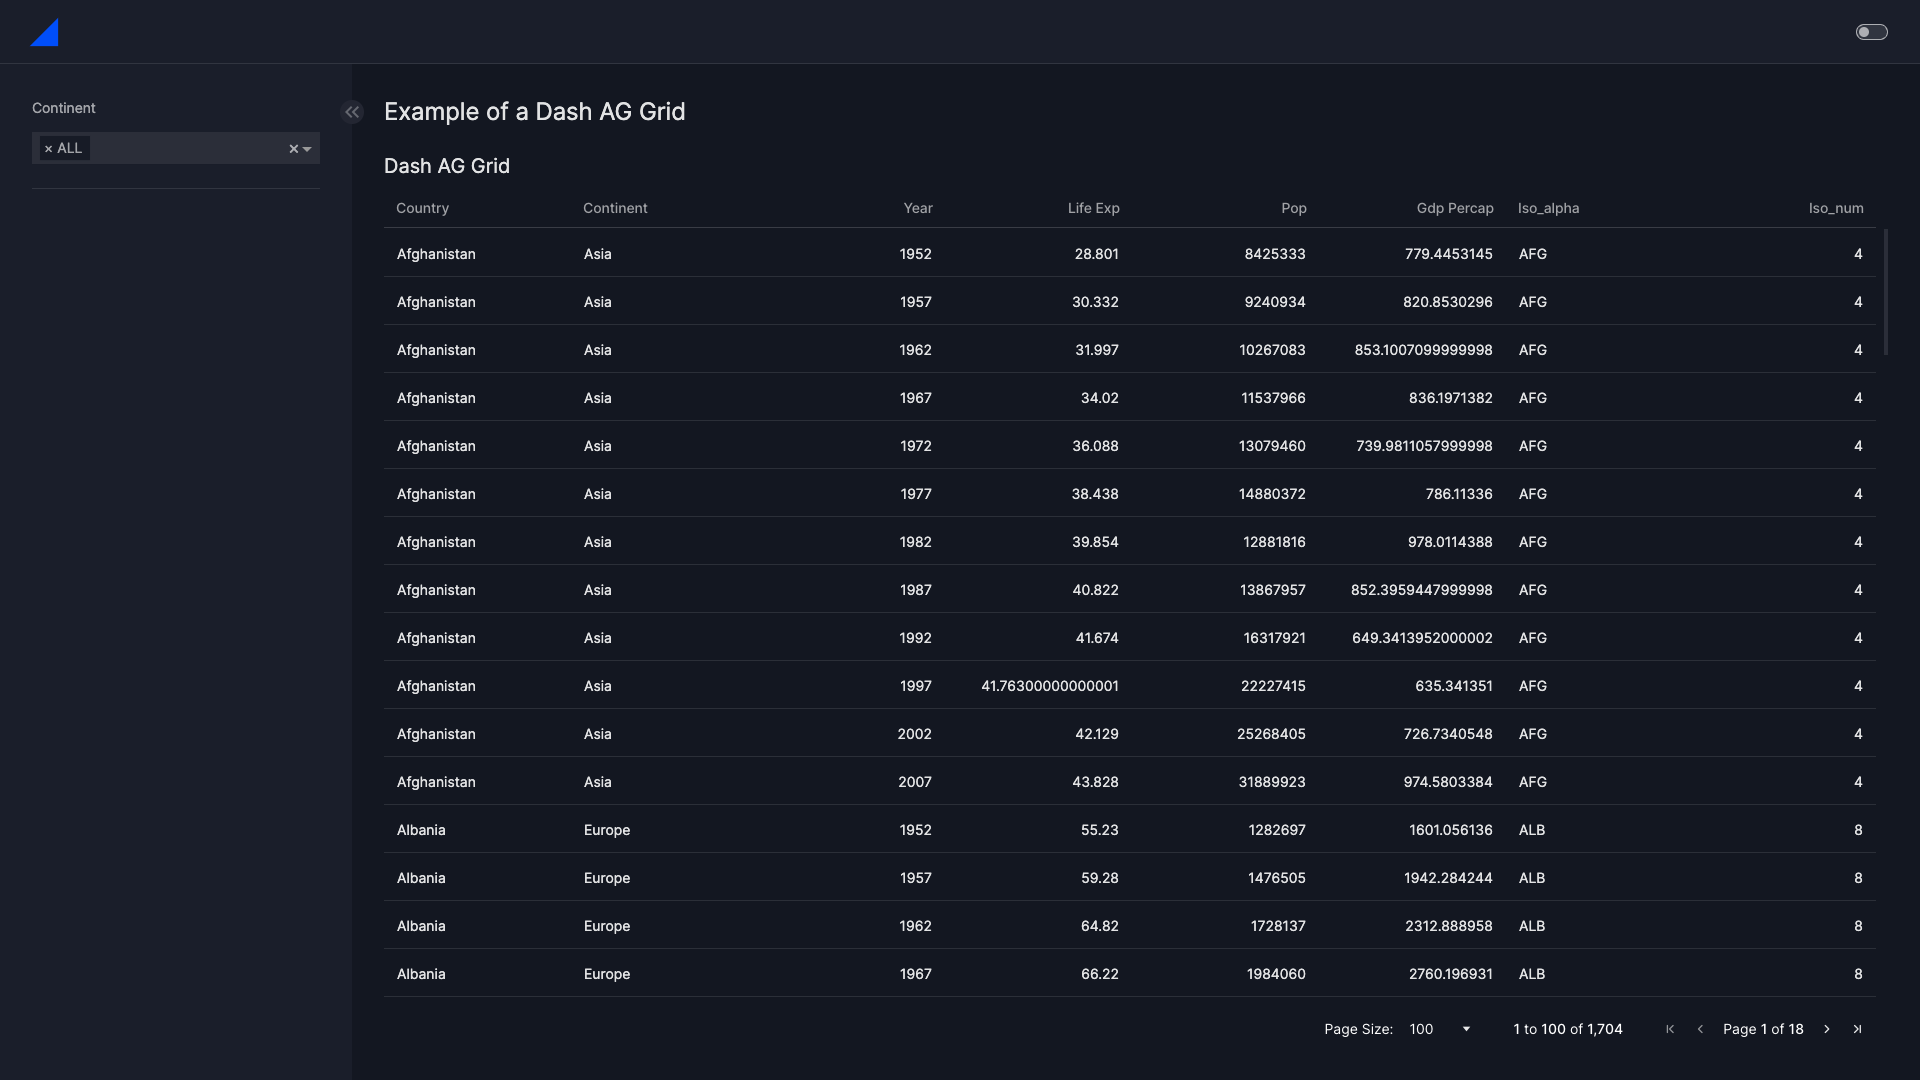 Continent
× ALL
Example of a Dash AG Grid
Dash AG Grid
Country Continent Year Life Exp Pop Gdp Percap Iso_alpha Iso_num
Afghanistan Asia 1952 28.801 8425333 779.4453145 AFG 4
Afghanistan Asia 1957 30.332 9240934 820.8530296 AFG 4
Afghanistan Asia 1962 31.997 10267083 853.1007099999998 AFG 4
Afghanistan Asia 1967 34.02 11537966 836.1971382 AFG 4
Afghanistan Asia 1972 36.088 13079460 739.9811057999998 AFG 4
Afghanistan Asia 1977 38.438 14880372 786.11336 AFG 4
Afghanistan Asia 1982 39.854 12881816 978.0114388 AFG 4
Afghanistan Asia 1987 40.822 13867957 852.3959447999998 AFG 4
Afghanistan Asia 1992 41.674 16317921 649.3413952000002 AFG 4
Afghanistan Asia 1997 41.76300000000001 22227415 635.341351 AFG 4
Afghanistan Asia 2002 42.129 25268405 726.7340548 AFG 4
Afghanistan Asia 2007 43.828 31889923 974.5803384 AFG 4
Albania Europe 1952 55.23 1282697 1601.056136 ALB 8
Albania Europe 1957 59.28 1476505 1942.284244 ALB 8
Albania Europe 1962 64.82 1728137 2312.888958 ALB 8
Albania Europe 1967 66.22 1984060 2760.196931 ALB 8
Page Size: 100 1 to 100 of 1,704 Page 1 of 18